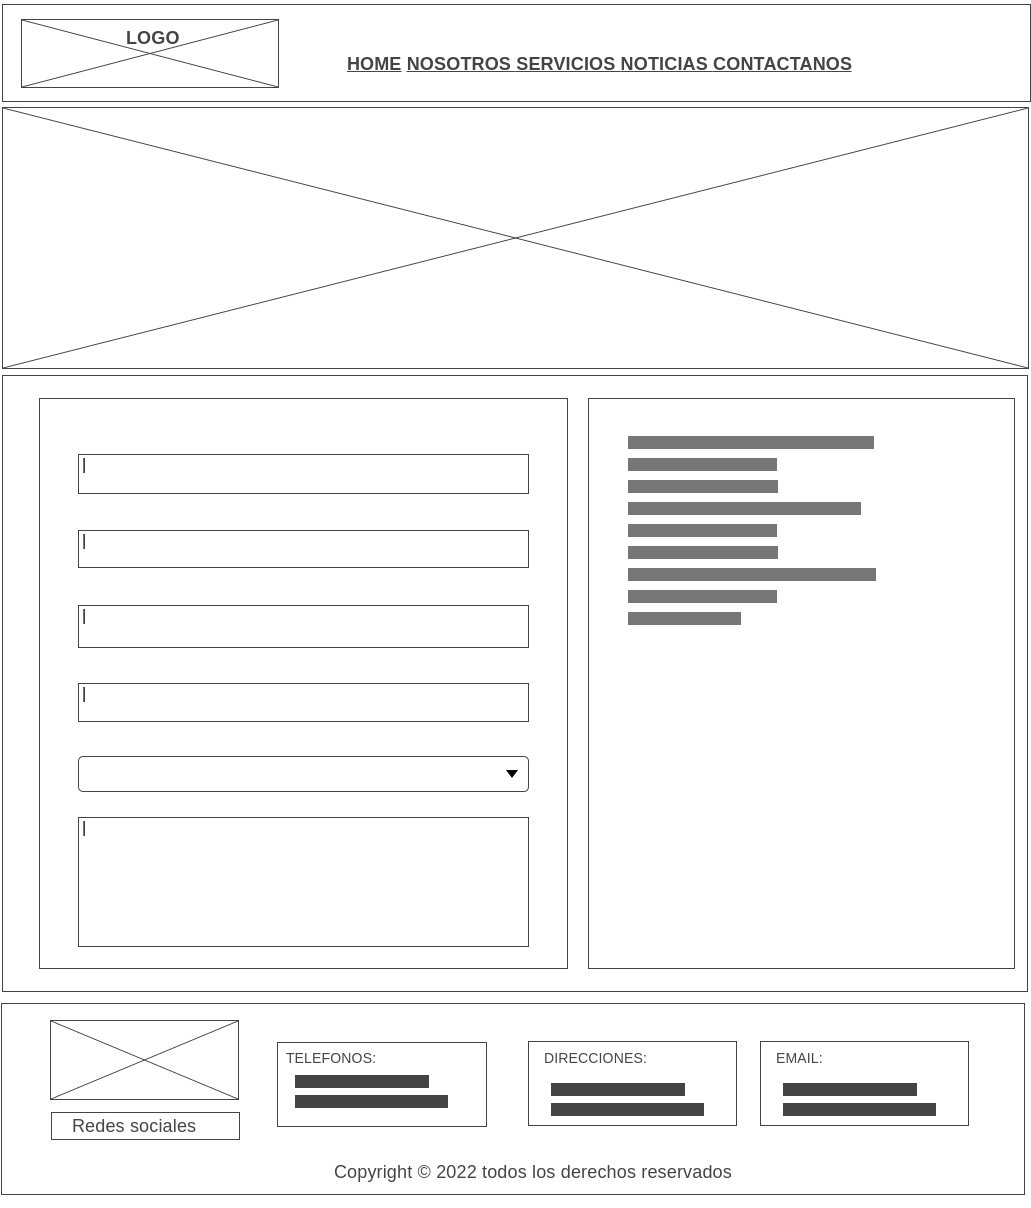 LOGO
HOME NOSOTROS SERVICIOS NOTICIAS CONTACTANOS
TELEFONOS:
DIRECCIONES:
EMAIL:
Redes sociales
Copyright © 2022 todos los derechos reservados